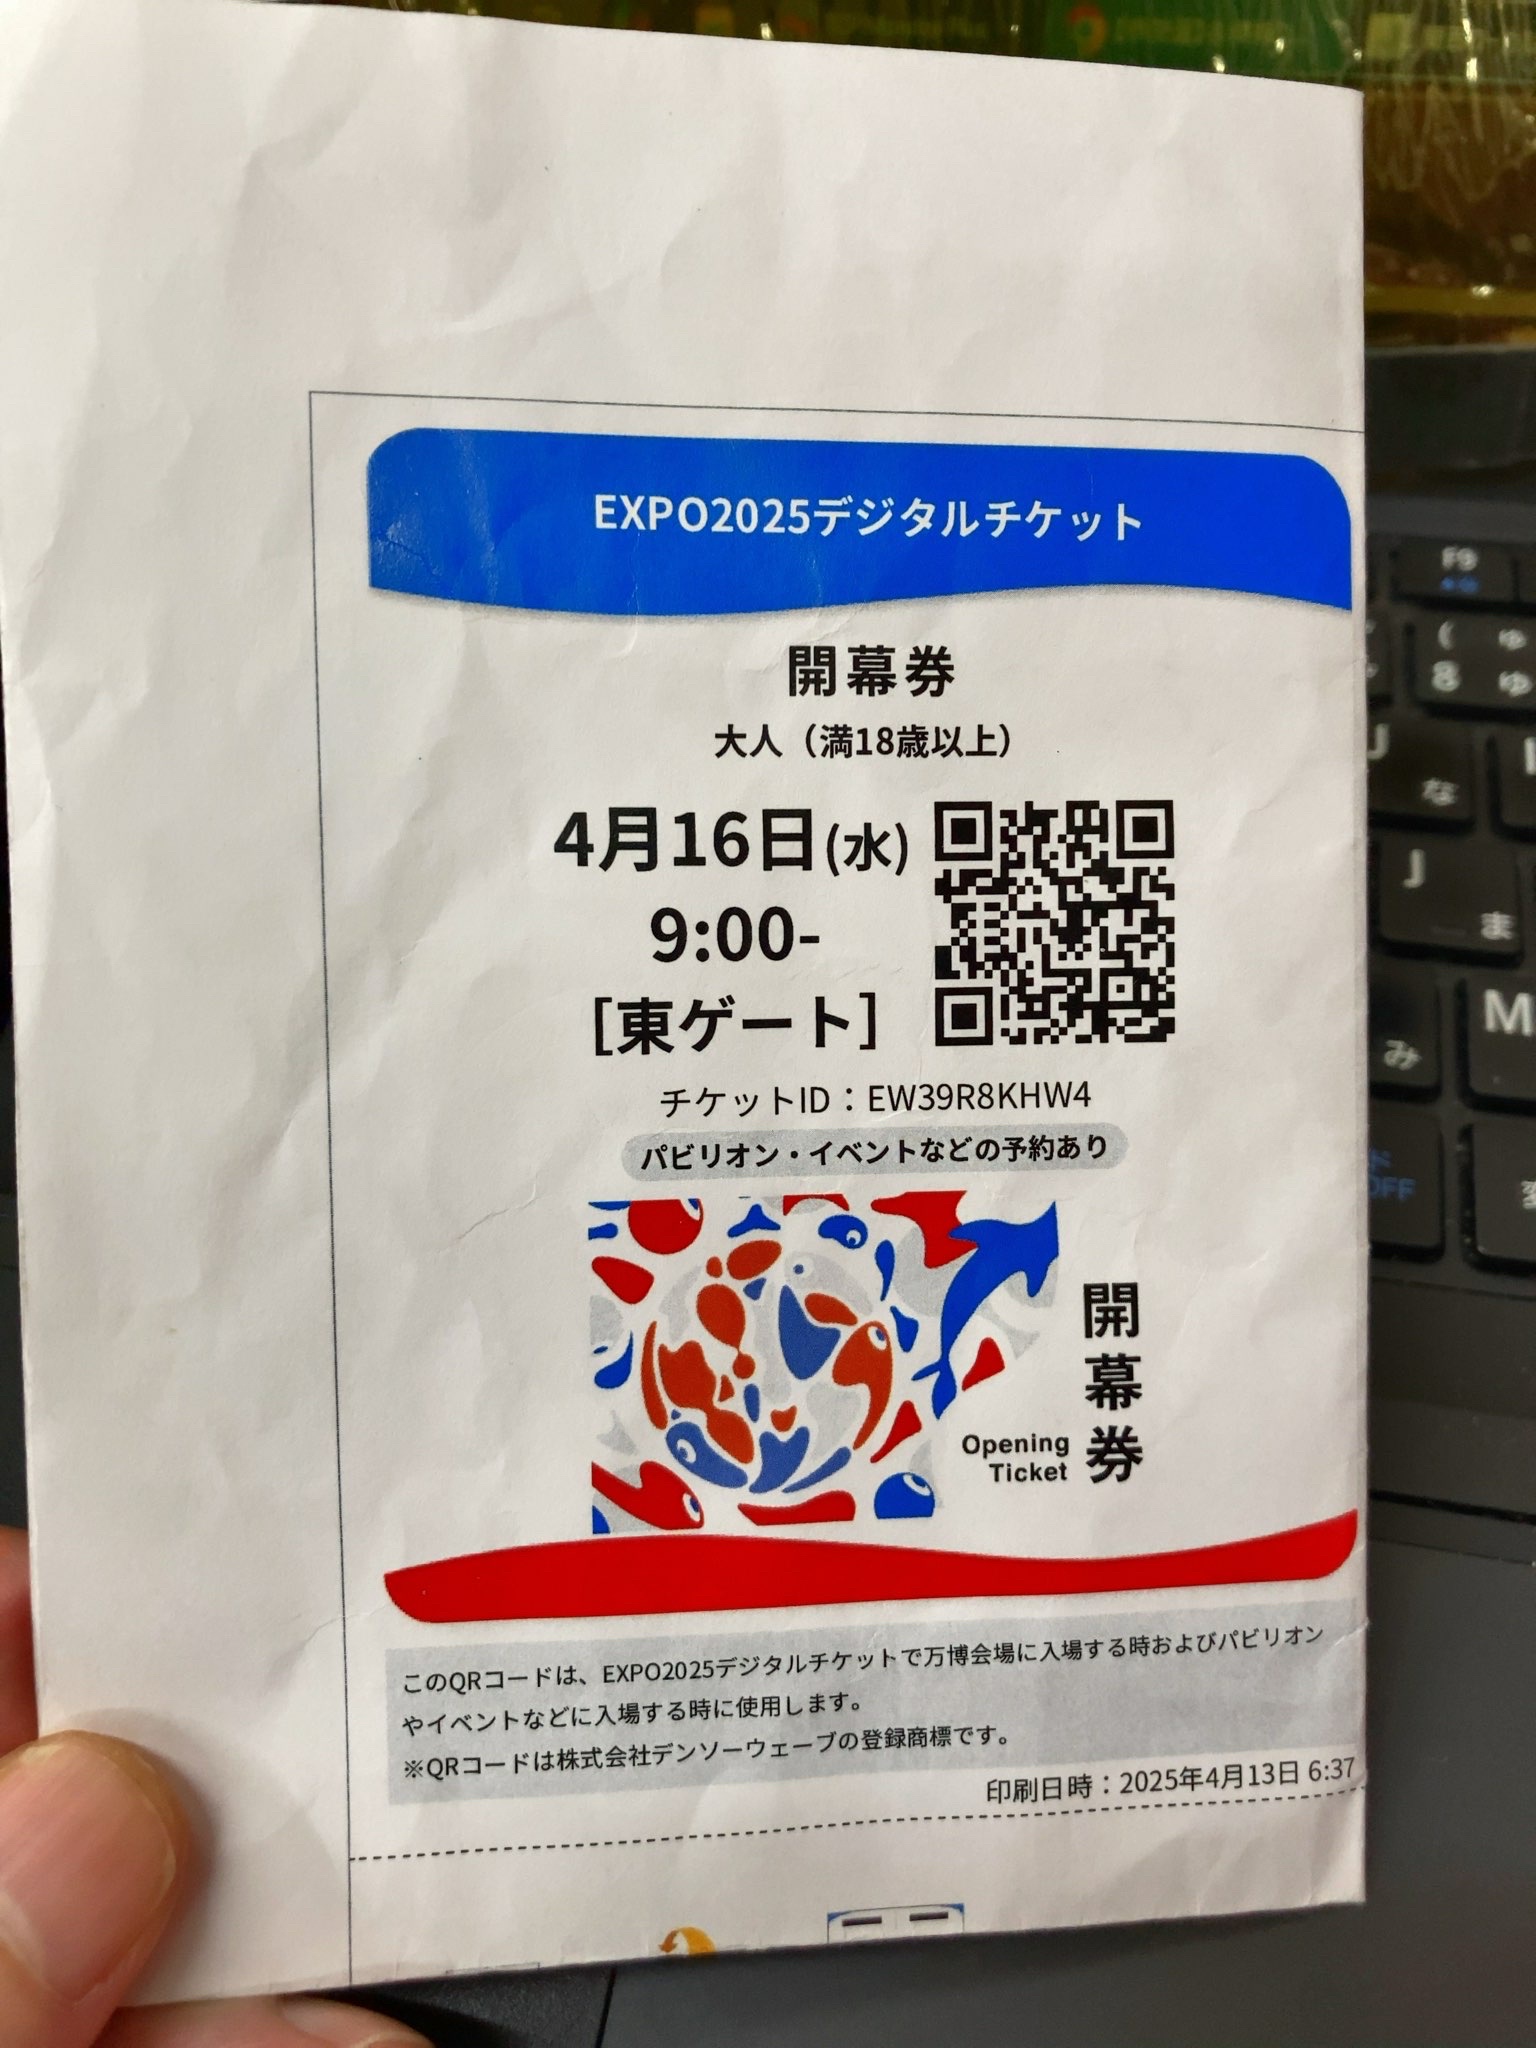 EXPO2025デジタルチケット
開幕券
大人（満18歳以上）
4月16日(水)
9:00-
［東ゲート］
チケットID：EW39R8KHW4
パビリオン・イベントなどの予約あり
開幕券
Opening
Ticket
このQRコードは、EXPO2025デジタルチケットで万博会場に入場する時およびパビリオン
やイベントなどに入場する時に使用します。
※QRコードは株式会社デンソーウェーブの登録商標です。
印刷日時：2025年4月13日 6:37
F9
( ゅ
8 ゆ
J
な
J
ま
M
み
OFF